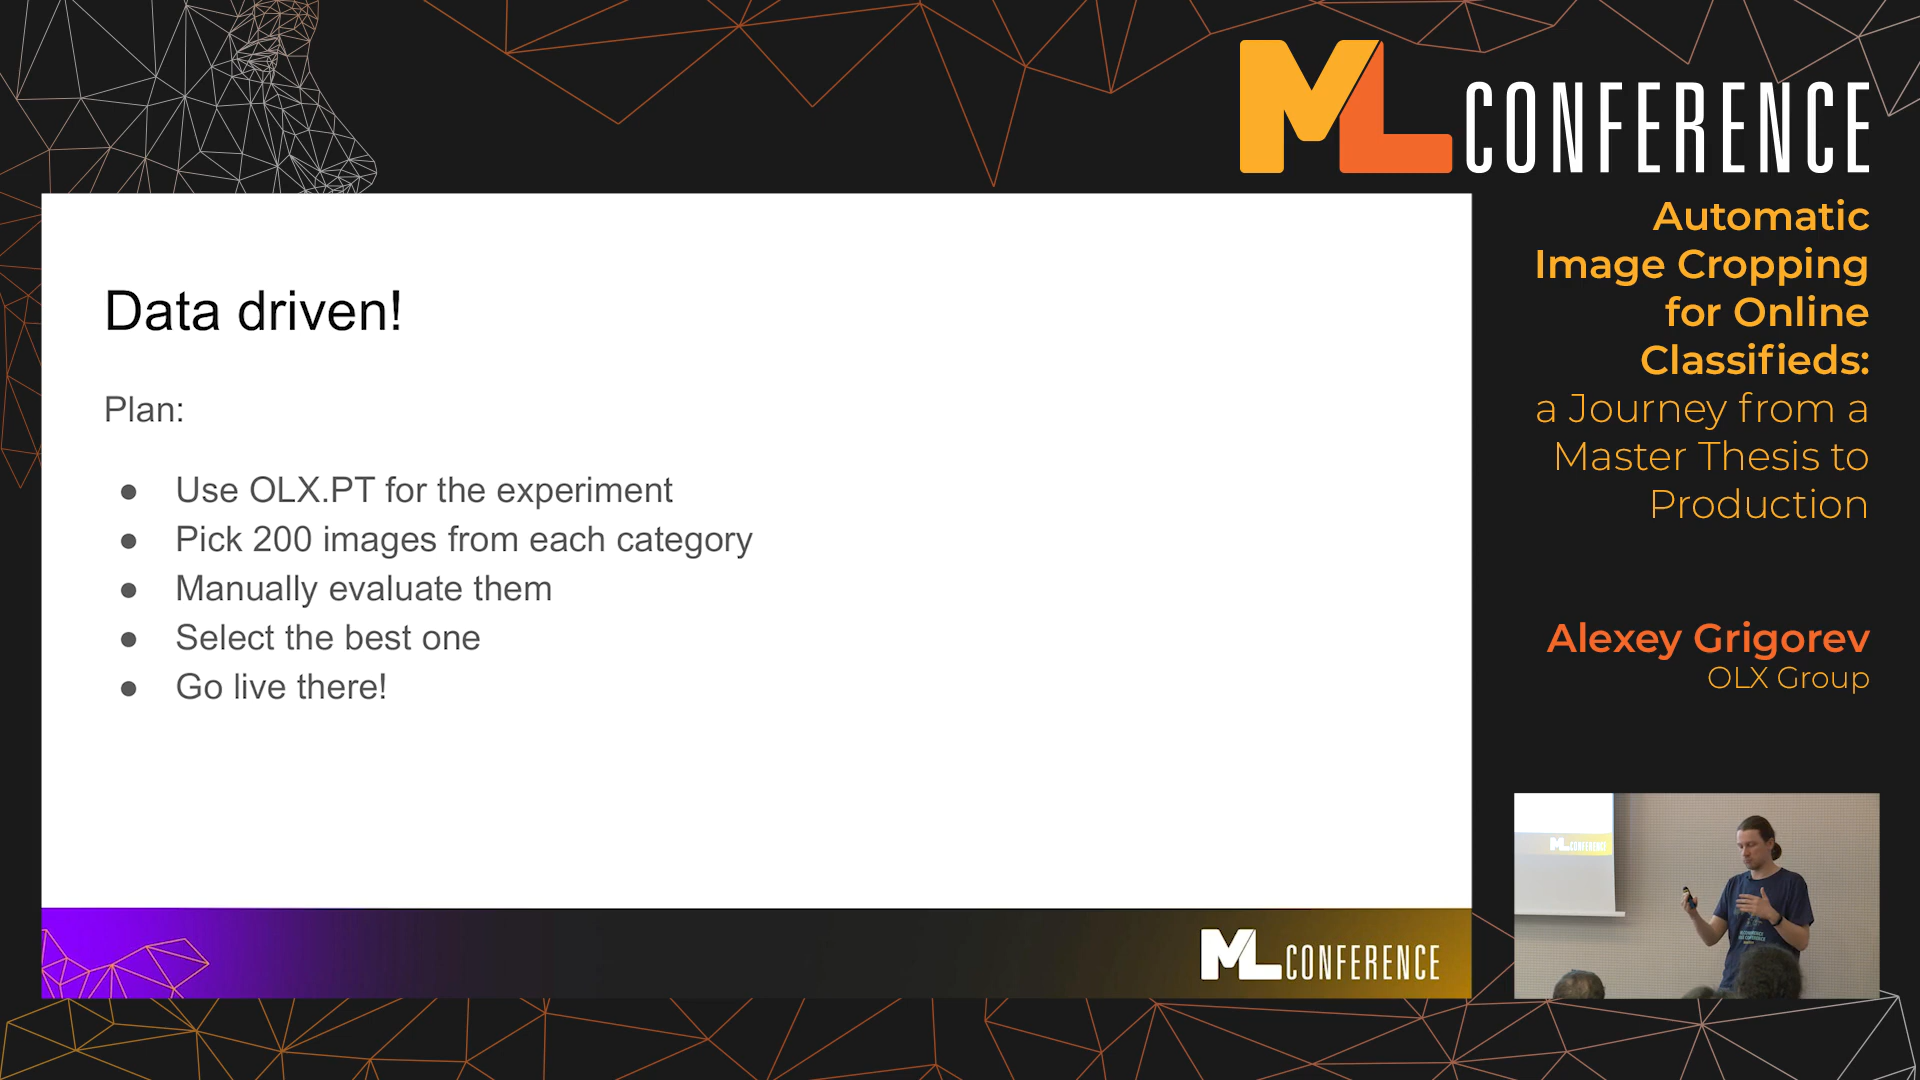 ML CONFERENCE
Automatic
Image Cropping
for Online
Classifieds:
a Journey from a
Master Thesis to
Production
Alexey Grigorev
OLX Group
Data driven!
Plan:
● Use OLX.PT for the experiment
● Pick 200 images from each category
● Manually evaluate them
● Select the best one
● Go live there!
ML CONFERENCE
ML CONFERENCE